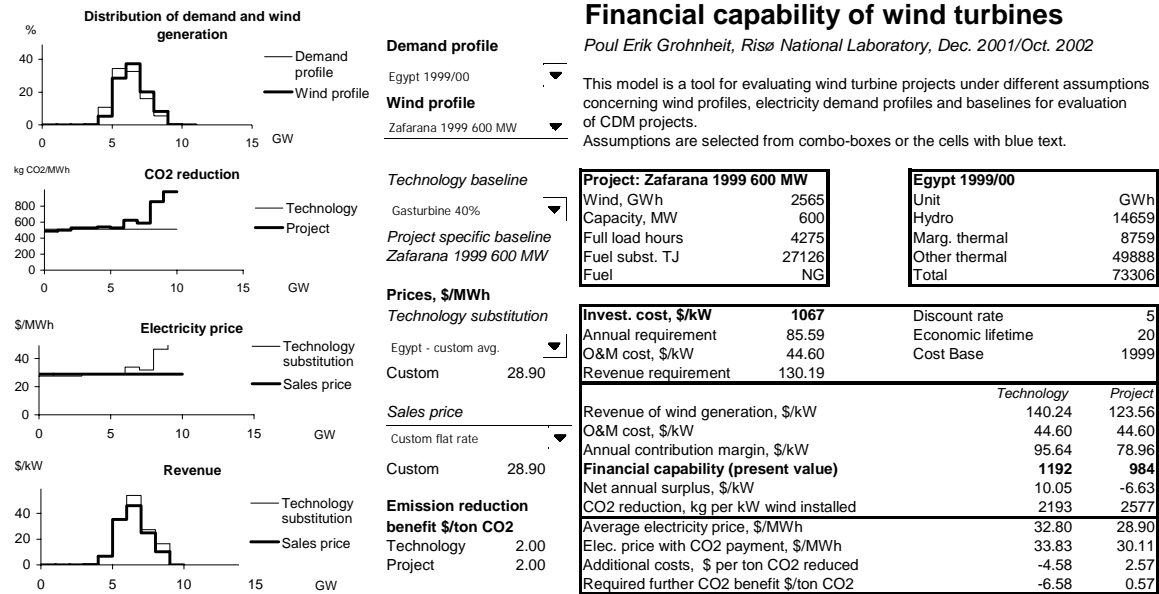 Distribution of demand and wind
generation
%
40
20
0
0 5 10 15
GW
Demand
profile
Wind profile
kg CO2/MWh
CO2 reduction
800
600
400
200
0
0 5 10 15
GW
Technology
Project
$/MWh
Electricity price
40
20
0
0 5 10 15
GW
Technology
substitution
Sales price
$/kW
Revenue
60
40
20
0
0 5 10 15
GW
Technology
substitution
Sales price
Demand profile
Egypt 1999/00
Wind profile
Zafarana 1999 600 MW
Technology baseline
Gasturbine 40%
Project specific baseline
Zafarana 1999 600 MW
Prices, $/MWh
Technology substitution
Egypt - custom avg.
Custom 28.90
Sales price
Custom flat rate
Custom 28.90
Emission reduction
benefit $/ton CO2
Technology 2.00
Project 2.00
Financial capability of wind turbines
Poul Erik Grohnheit, Risø National Laboratory, Dec. 2001/Oct. 2002
This model is a tool for evaluating wind turbine projects under different assumptions
concerning wind profiles, electricity demand profiles and baselines for evaluation
of CDM projects.
Assumptions are selected from combo-boxes or the cells with blue text.
Project: Zafarana 1999 600 MW
Wind, GWh 2565
Capacity, MW 600
Full load hours 4275
Fuel subst. TJ 27126
Fuel NG
Egypt 1999/00
Unit GWh
Hydro 14659
Marg. thermal 8759
Other thermal 49888
Total 73306
Invest. cost, $/kW 1067 Discount rate 5
Annual requirement 85.59 Economic lifetime 20
O&M cost, $/kW 44.60 Cost Base 1999
Revenue requirement 130.19
Technology Project
Revenue of wind generation, $/kW 140.24 123.56
O&M cost, $/kW 44.60 44.60
Annual contribution margin, $/kW 95.64 78.96
Financial capability (present value) 1192 984
Net annual surplus, $/kW 10.05 -6.63
CO2 reduction, kg per kW wind installed 2193 2577
Average electricity price, $/MWh 32.80 28.90
Elec. price with CO2 payment, $/MWh 33.83 30.11
Additional costs, $ per ton CO2 reduced -4.58 2.57
Required further CO2 benefit $/ton CO2 -6.58 0.57